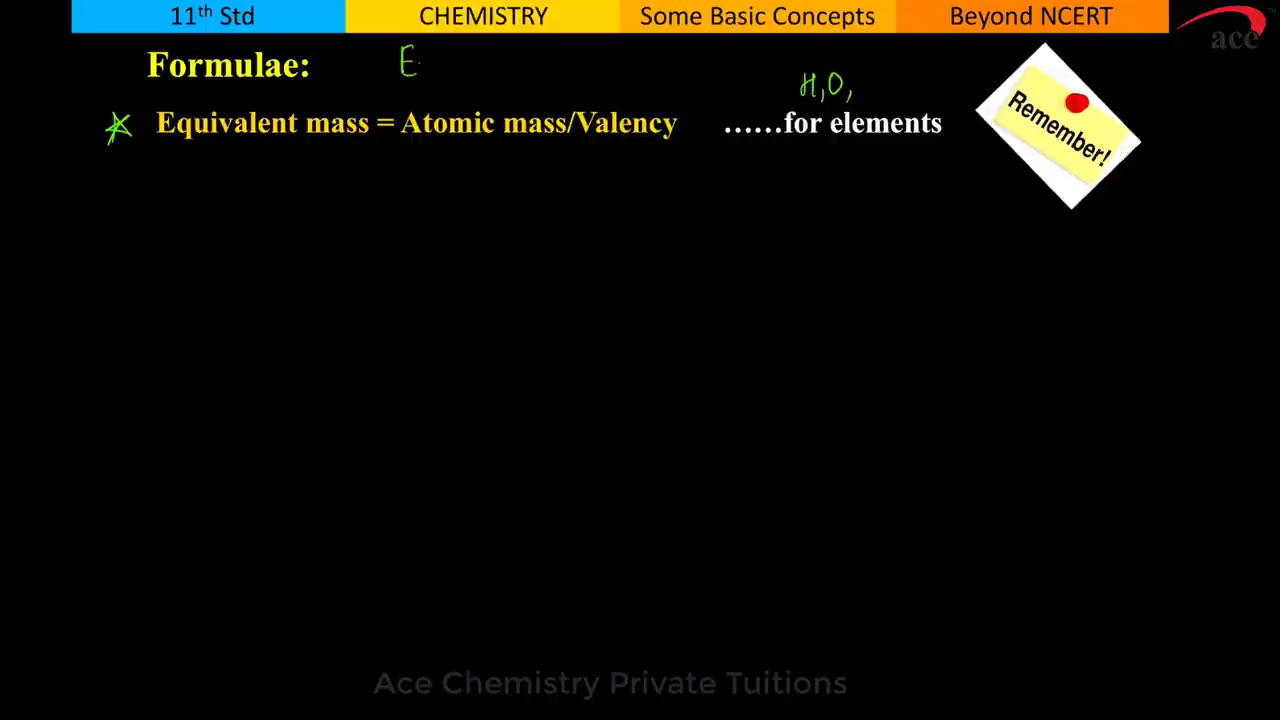 11th Std CHEMISTRY Some Basic Concepts Beyond NCERT
ace
Formulae: E
H, O,
Equivalent mass = Atomic mass/Valency ……for elements
Remember!
Ace Chemistry Private Tuitions